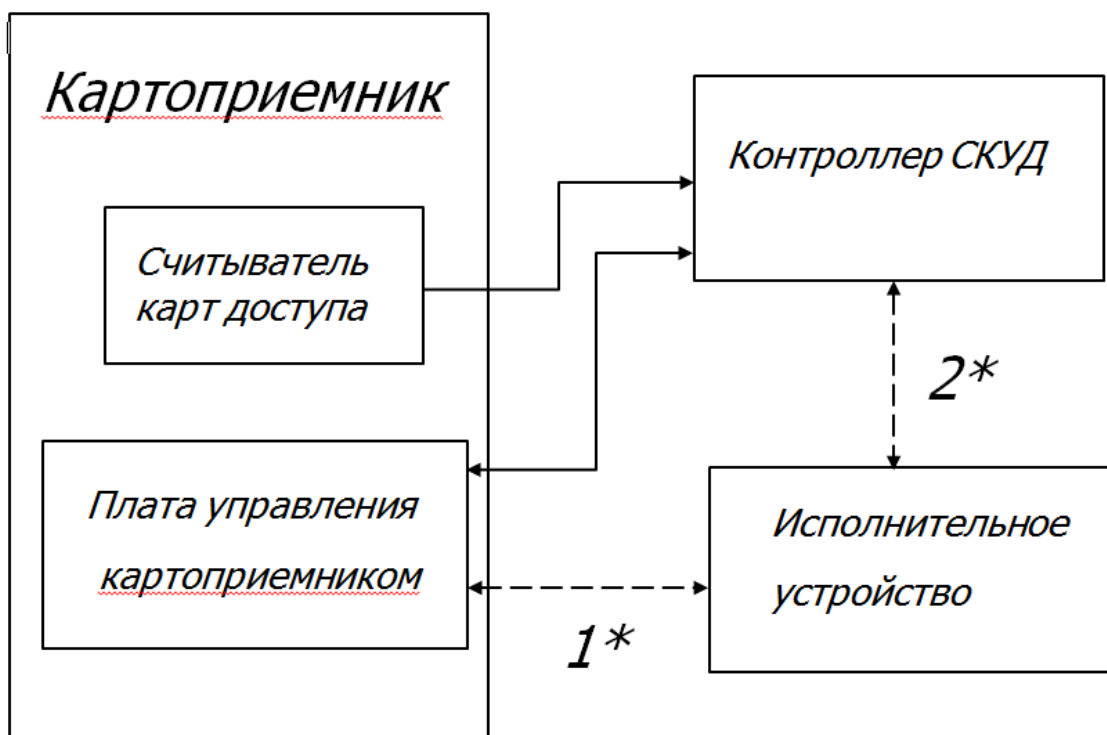 Картоприемник
Контроллер СКУД
Считыватель
карт доступа
2*
Плата управления
картоприемником
Исполнительное
устройство
1*